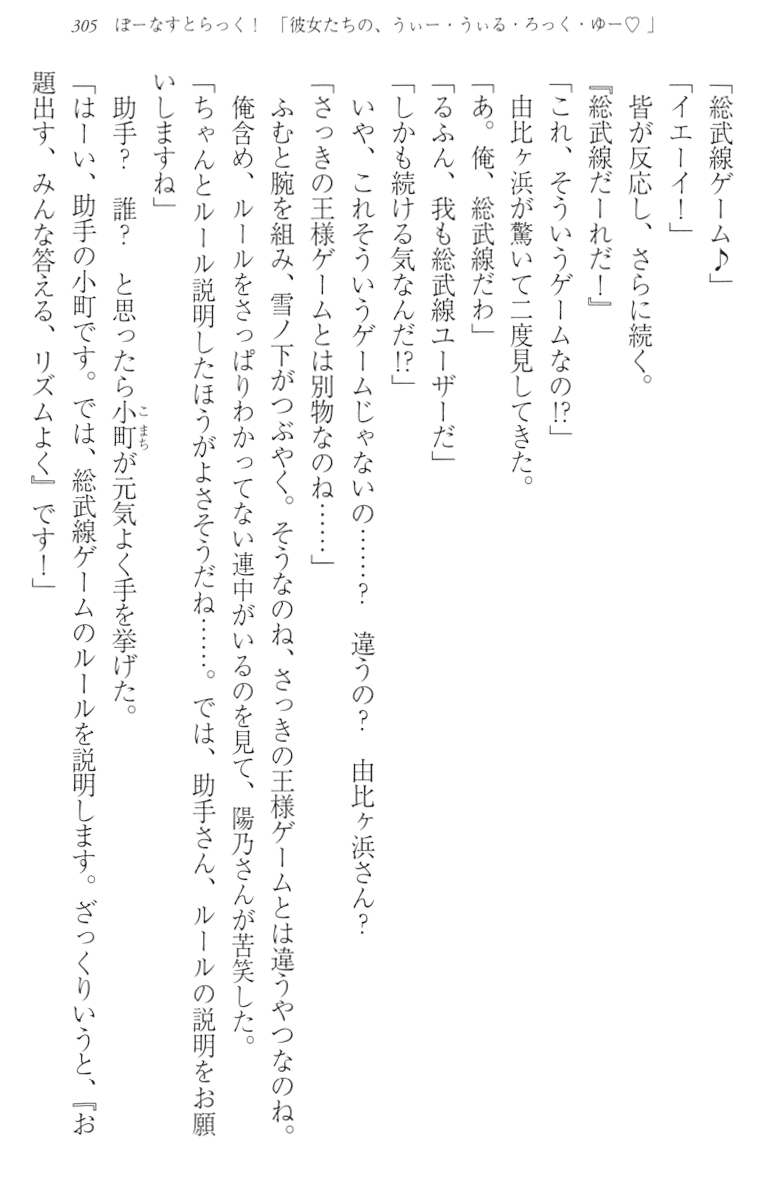 305 ぼーなすとらっく！ 「彼女たちの、うぃー・うぃる・ろっく・ゆー♡」
「総武線ゲーム♪」
「イエーイ！」
　皆が反応し、さらに続く。
『総武線だーれだ！』
「これ、そういうゲームなの!?」
　由比ヶ浜が驚いて二度見してきた。
「あ。俺、総武線だわ」
「るふん、我も総武線ユーザーだ」
「しかも続ける気なんだ!?」
　いや、これそういうゲームじゃないの……？　違うの？　由比ヶ浜さん？
「さっきの王様ゲームとは別物なのね……」
　ふむと腕を組み、雪ノ下がつぶやく。そうなのね、さっきの王様ゲームとは違うやつなのね。
　俺含め、ルールをさっぱりわかってない連中がいるのを見て、陽乃さんが苦笑した。
「ちゃんとルール説明したほうがよさそうだね……。では、助手さん、ルールの説明をお願
いしますね」
　助手？　誰？　と思ったら小町が元気よく手を挙げた。
こまち
「はーい、助手の小町です。では、総武線ゲームのルールを説明します。ざっくりいうと、『お
題出す、みんな答える、リズムよく』です！」